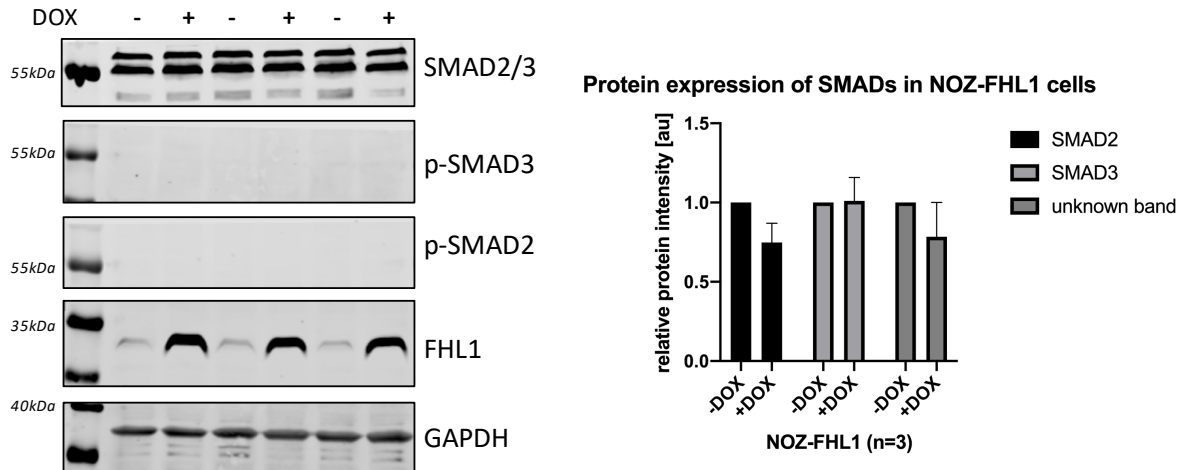 DOX - + - + - +
55kDa
SMAD2/3
55kDa
p-SMAD3
p-SMAD2
55kDa
35kDa
FHL1
40kDa
GAPDH
Protein expression of SMADs in NOZ-FHL1 cells
relative protein intensity [au]
1.5
1.0
0.5
0.0
-DOX
+DOX
-DOX
+DOX
-DOX
+DOX
NOZ-FHL1 (n=3)
SMAD2
SMAD3
unknown band